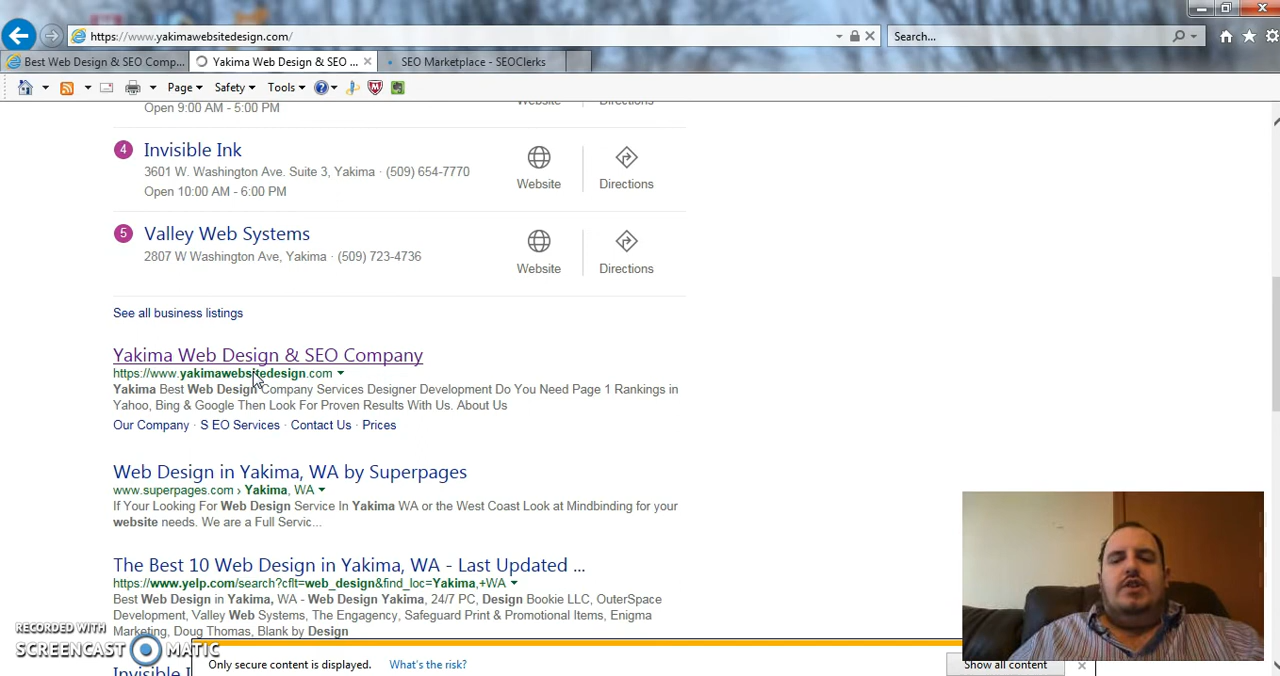 https://www.yakimawebsitedesign.com/
Search...
Best Web Design & SEO Comp...
Yakima Web Design & SEO ...
SEO Marketplace - SEOClerks
Page
Safety
Tools
Website
Directions
Open 9:00 AM - 5:00 PM
4
Invisible Ink
3601 W. Washington Ave. Suite 3, Yakima · (509) 654-7770
Open 10:00 AM - 6:00 PM
Website
Directions
5
Valley Web Systems
2807 W Washington Ave, Yakima · (509) 723-4736
Website
Directions
See all business listings
Yakima Web Design & SEO Company
https://www.yakimawebsitedesign.com
Yakima Best Web Design Company Services Designer Development Do You Need Page 1 Rankings in
Yahoo, Bing & Google Then Look For Proven Results With Us. About Us
Our Company · S EO Services · Contact Us · Prices
Web Design in Yakima, WA by Superpages
www.superpages.com › Yakima, WA
If Your Looking For Web Design Service In Yakima WA or the West Coast Look at Mindbinding for your
website needs. We are a Full Servic...
The Best 10 Web Design in Yakima, WA - Last Updated ...
https://www.yelp.com/search?cflt=web_design&find_loc=Yakima,+WA
Best Web Design in Yakima, WA - Web Design Yakima, 24/7 PC, Design Bookie LLC, OuterSpace
Development, Valley Web Systems, The Engagency, Safeguard Print & Promotional Items, Enigma
Marketing, Doug Thomas, Blank by Design
RECORDED WITH
SCREENCAST MATIC
Only secure content is displayed.
What's the risk?
Show all content
Invisible I